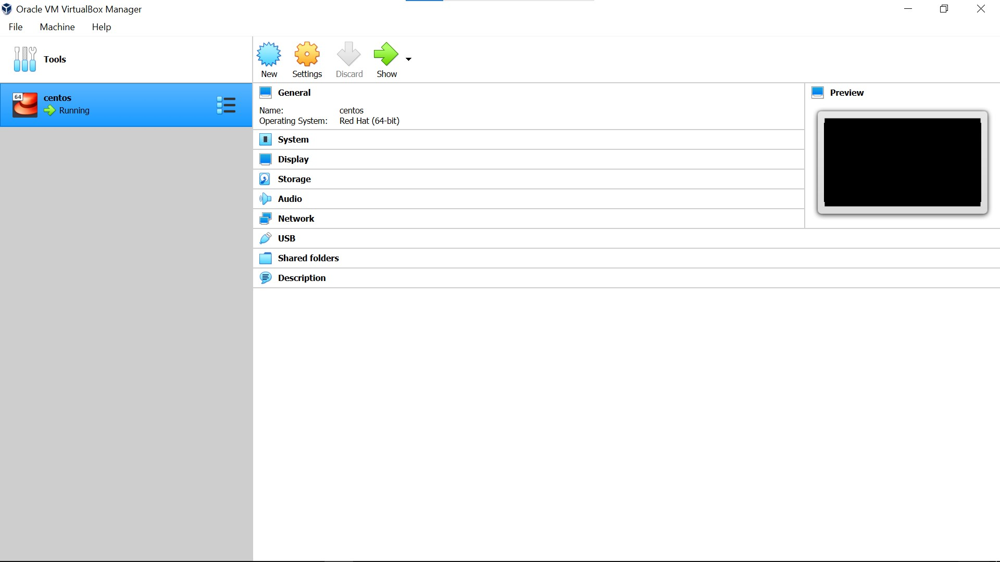 Oracle VM VirtualBox Manager
File Machine Help
Tools
New Settings Discard Show
64
centos
Running
General
Name: centos
Operating System: Red Hat (64-bit)
System
Display
Storage
Audio
Network
USB
Shared folders
Description
Preview